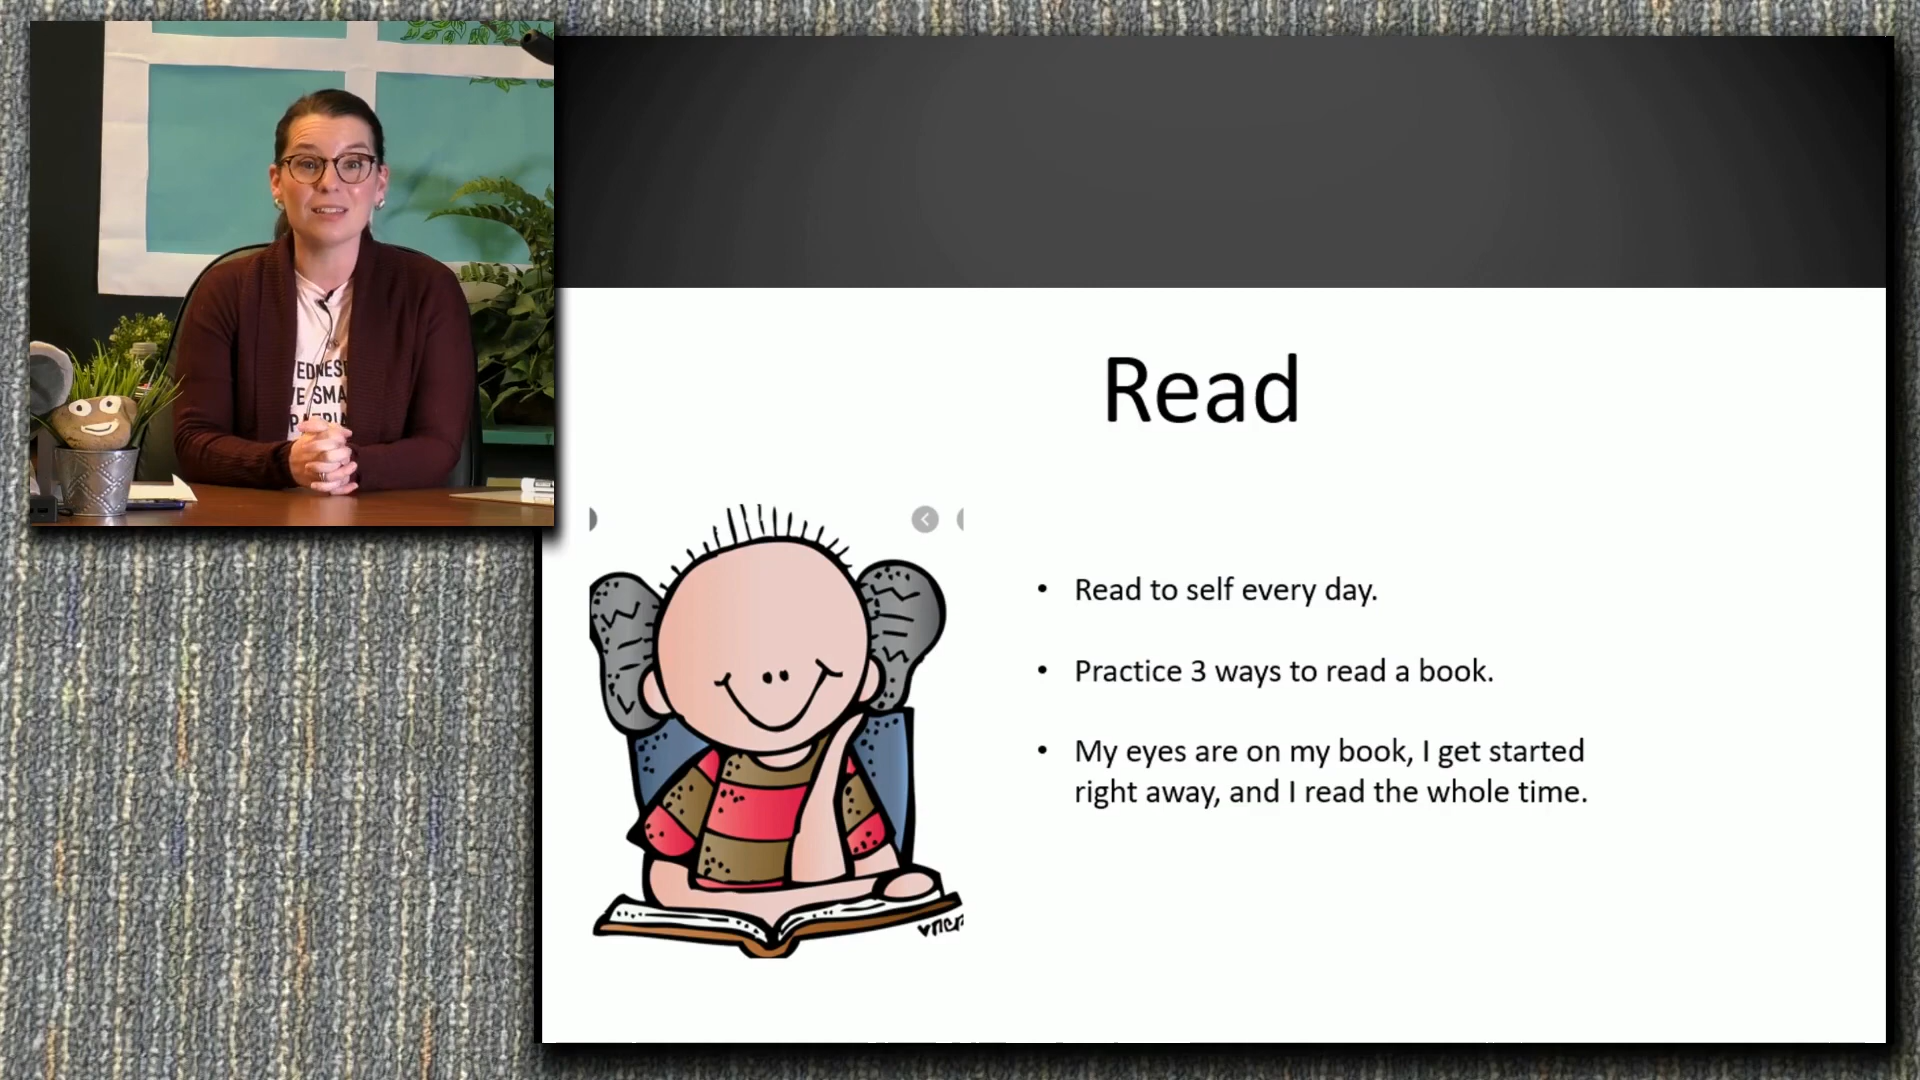 Read
• Read to self every day.
• Practice 3 ways to read a book.
• My eyes are on my book, I get started
right away, and I read the whole time.